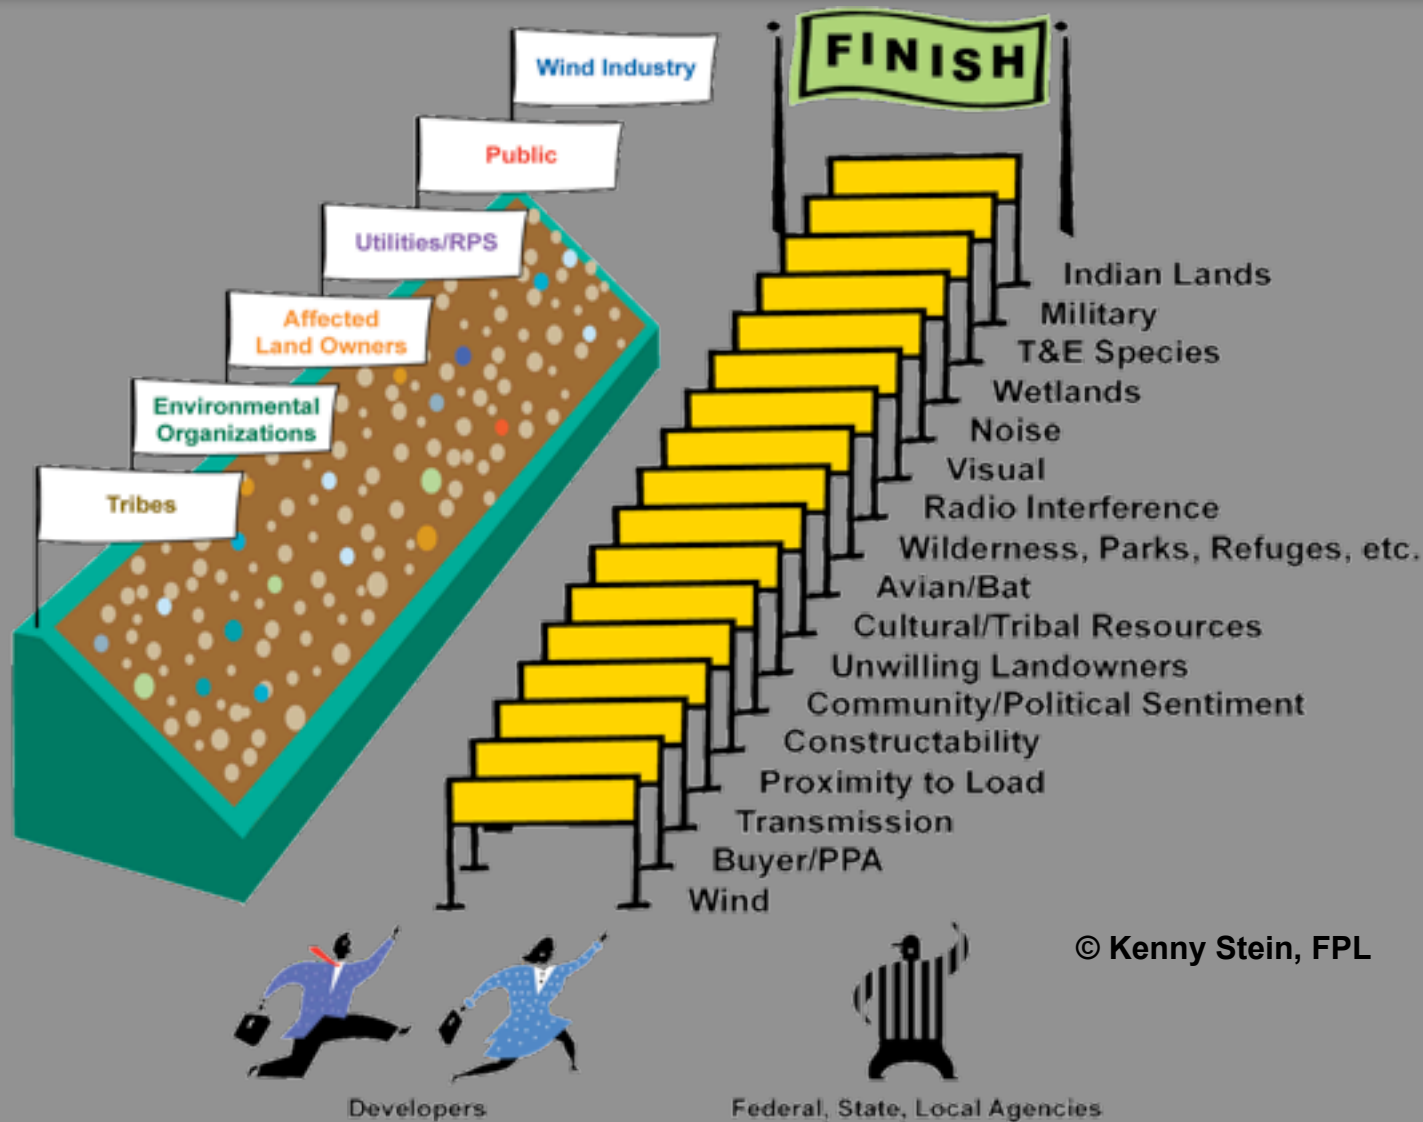 FINISH
Wind Industry
Public
Utilities/RPS
Affected
Land Owners
Environmental
Organizations
Tribes
Indian Lands
Military
T&E Species
Wetlands
Noise
Visual
Radio Interference
Wilderness, Parks, Refuges, etc.
Avian/Bat
Cultural/Tribal Resources
Unwilling Landowners
Community/Political Sentiment
Constructability
Proximity to Load
Transmission
Buyer/PPA
Wind
© Kenny Stein, FPL
Developers
Federal, State, Local Agencies